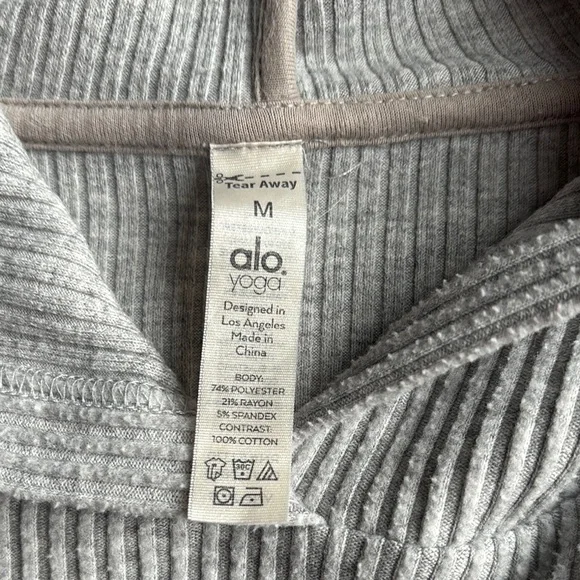 Tear Away
M
alo
yoga
Designed in
Los Angeles
Made in
China
BODY:
74% POLYESTER
21% RAYON
5% SPANDEX
CONTRAST:
100% COTTON
30C